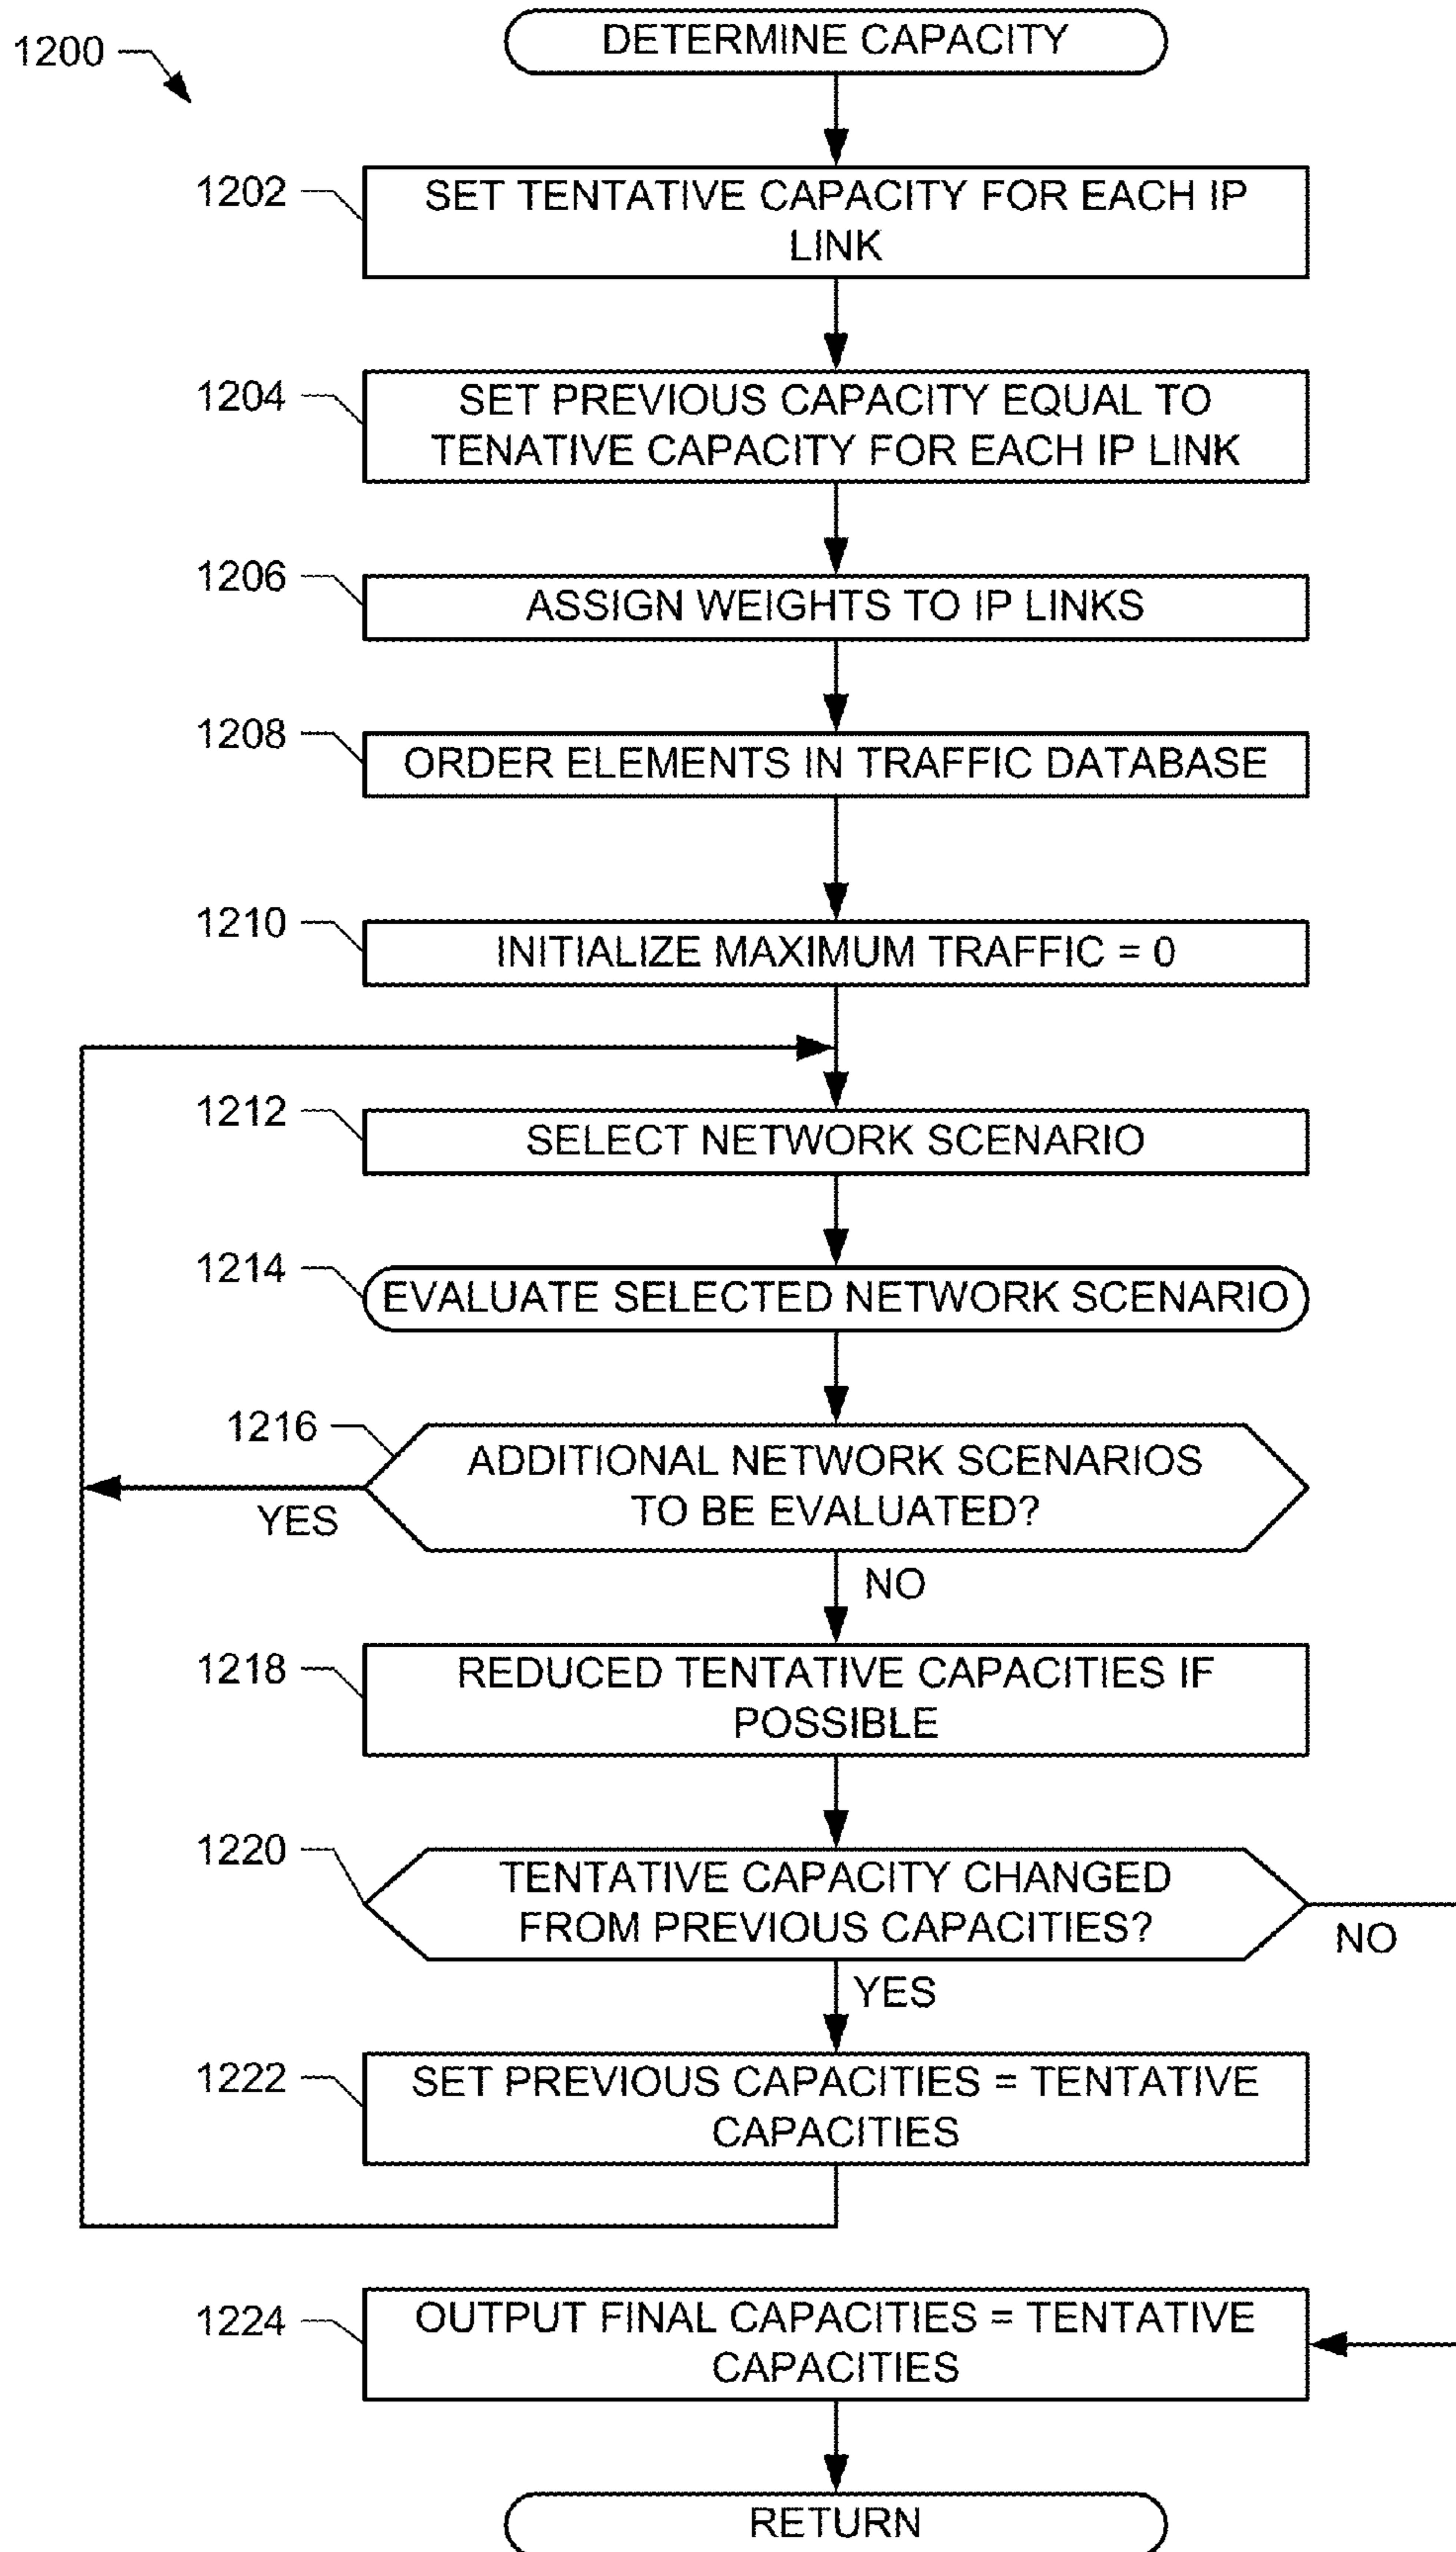 1200
DETERMINE CAPACITY
1202
SET TENTATIVE CAPACITY FOR EACH IP
LINK
1204
SET PREVIOUS CAPACITY EQUAL TO
TENATIVE CAPACITY FOR EACH IP LINK
1206
ASSIGN WEIGHTS TO IP LINKS
1208
ORDER ELEMENTS IN TRAFFIC DATABASE
1210
INITIALIZE MAXIMUM TRAFFIC = 0
1212
SELECT NETWORK SCENARIO
1214
EVALUATE SELECTED NETWORK SCENARIO
1216
ADDITIONAL NETWORK SCENARIOS
TO BE EVALUATED?
YES
NO
1218
REDUCED TENTATIVE CAPACITIES IF
POSSIBLE
1220
TENTATIVE CAPACITY CHANGED
FROM PREVIOUS CAPACITIES?
NO
YES
1222
SET PREVIOUS CAPACITIES = TENTATIVE
CAPACITIES
1224
OUTPUT FINAL CAPACITIES = TENTATIVE
CAPACITIES
RETURN